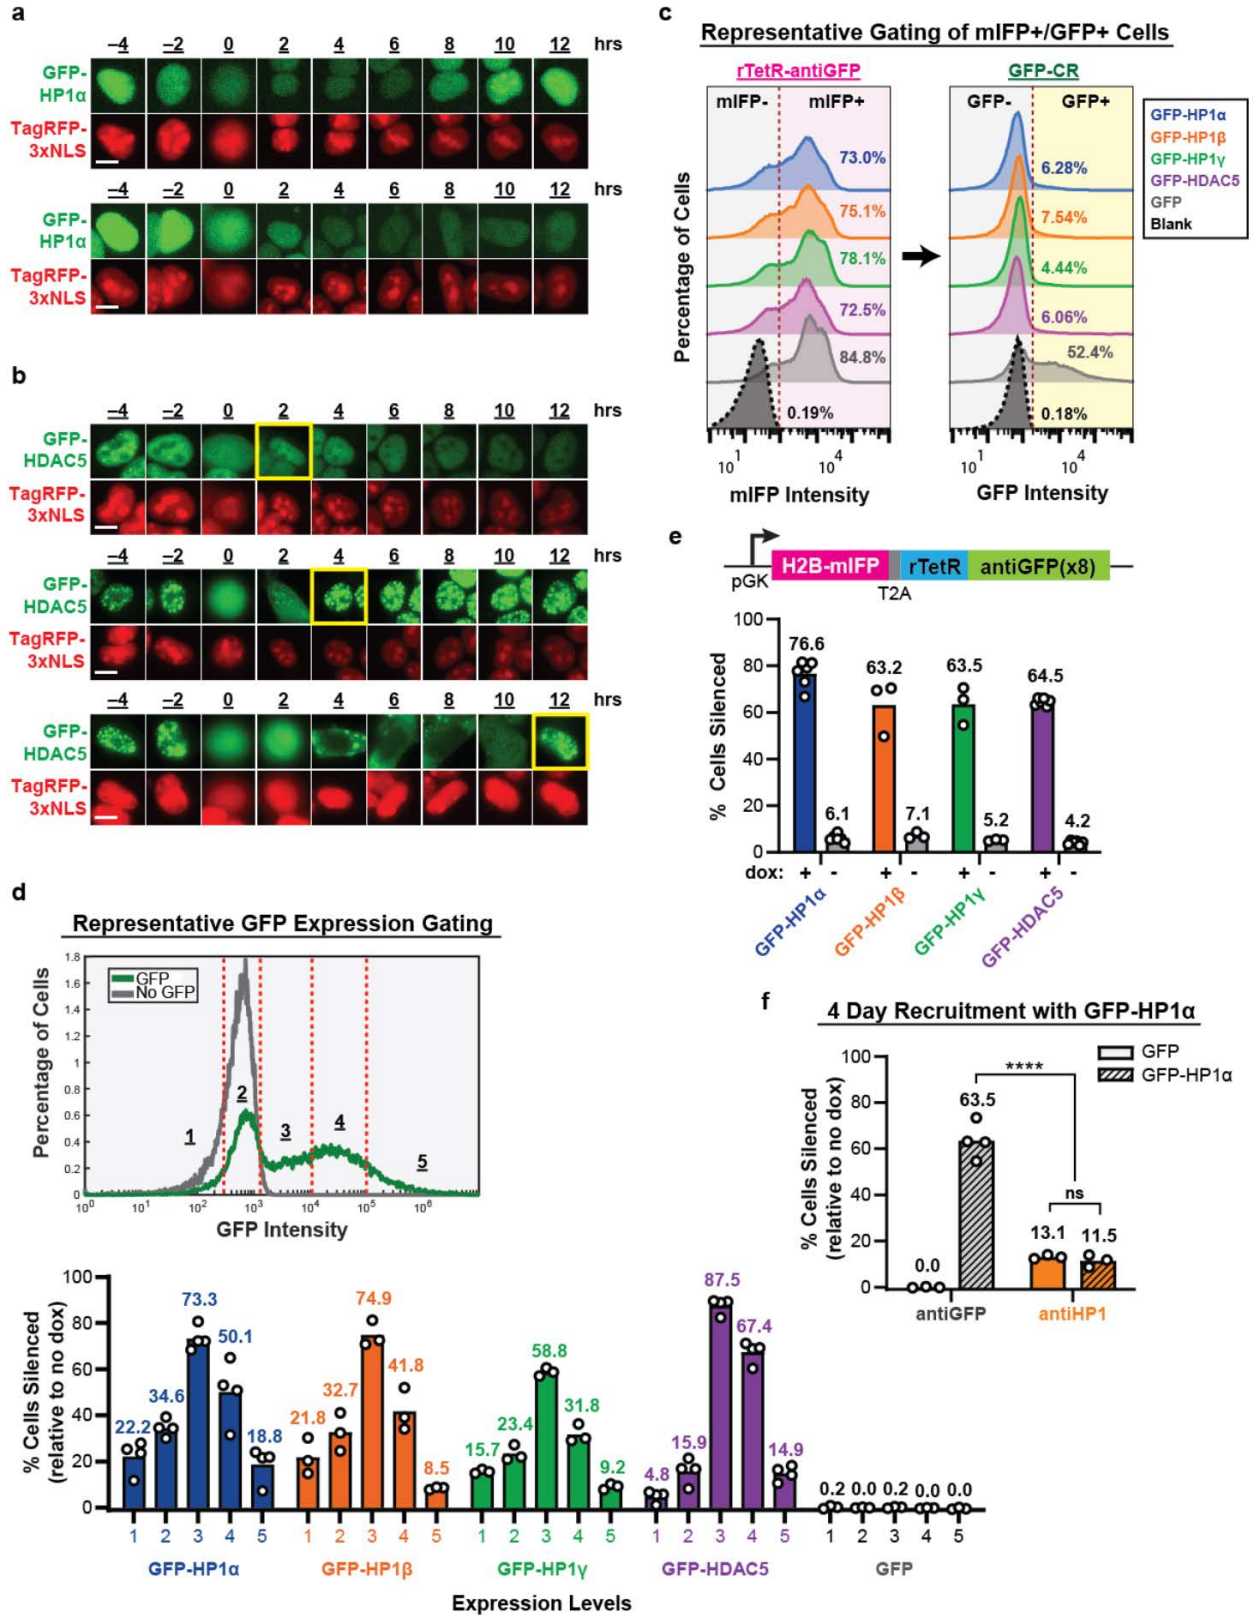 a
–4 –2 0 2 4 6 8 10 12 hrs
GFP-
HP1α
TagRFP-
3xNLS
–4 –2 0 2 4 6 8 10 12
GFP-
HP1α
TagRFP-
3xNLS
b
–4 –2 0 2 4 6 8 10 12 hrs
GFP-
HDAC5
TagRFP-
3xNLS
–4 –2 0 2 4 6 8 10 12
GFP-
HDAC5
TagRFP-
3xNLS
–4 –2 0 2 4 6 8 10 12
GFP-
HDAC5
TagRFP-
3xNLS
c
Representative Gating of mIFP+/GFP+ Cells
rTetR-antiGFP
GFP-CR
mIFP- mIFP+
GFP- GFP+
Percentage of Cells
73.0%
75.1%
78.1%
72.5%
84.8%
0.19%
10¹ 10⁴
mIFP Intensity
6.28%
7.54%
4.44%
6.06%
52.4%
0.18%
10¹ 10⁴
GFP Intensity
GFP-HP1α
GFP-HP1β
GFP-HP1γ
GFP-HDAC5
GFP
Blank
d
Representative GFP Expression Gating
Percentage of Cells
1.8
1.6
1.4
1.2
1
0.8
0.6
0.4
0.2
0
GFP
No GFP
1 2 3 4 5
10⁰ 10¹ 10² 10³ 10⁴ 10⁵ 10⁶
GFP Intensity
% Cells Silenced
(relative to no dox)
100
80
60
40
20
0
22.2 34.6 73.3 50.1 18.8
21.8 32.7 74.9 41.8 8.5
15.7 23.4 58.8 31.8 9.2
4.8 15.9 87.5 67.4 14.9
0.2 0.0 0.2 0.0 0.0
1 2 3 4 5 1 2 3 4 5 1 2 3 4 5 1 2 3 4 5 1 2 3 4 5
GFP-HP1α GFP-HP1β GFP-HP1γ GFP-HDAC5 GFP
Expression Levels
e
pGK H2B-mIFP T2A rTetR antiGFP(x8)
% Cells Silenced
100
80
60
40
20
0
76.6 6.1 63.2 7.1 63.5 5.2 64.5 4.2
dox: + - + - + - + -
GFP-HP1α GFP-HP1β GFP-HP1γ GFP-HDAC5
f
4 Day Recruitment with GFP-HP1α
GFP
GFP-HP1α
% Cells Silenced
(relative to no dox)
100
80
60
40
20
0
****
ns
0.0 63.5 13.1 11.5
antiGFP antiHP1